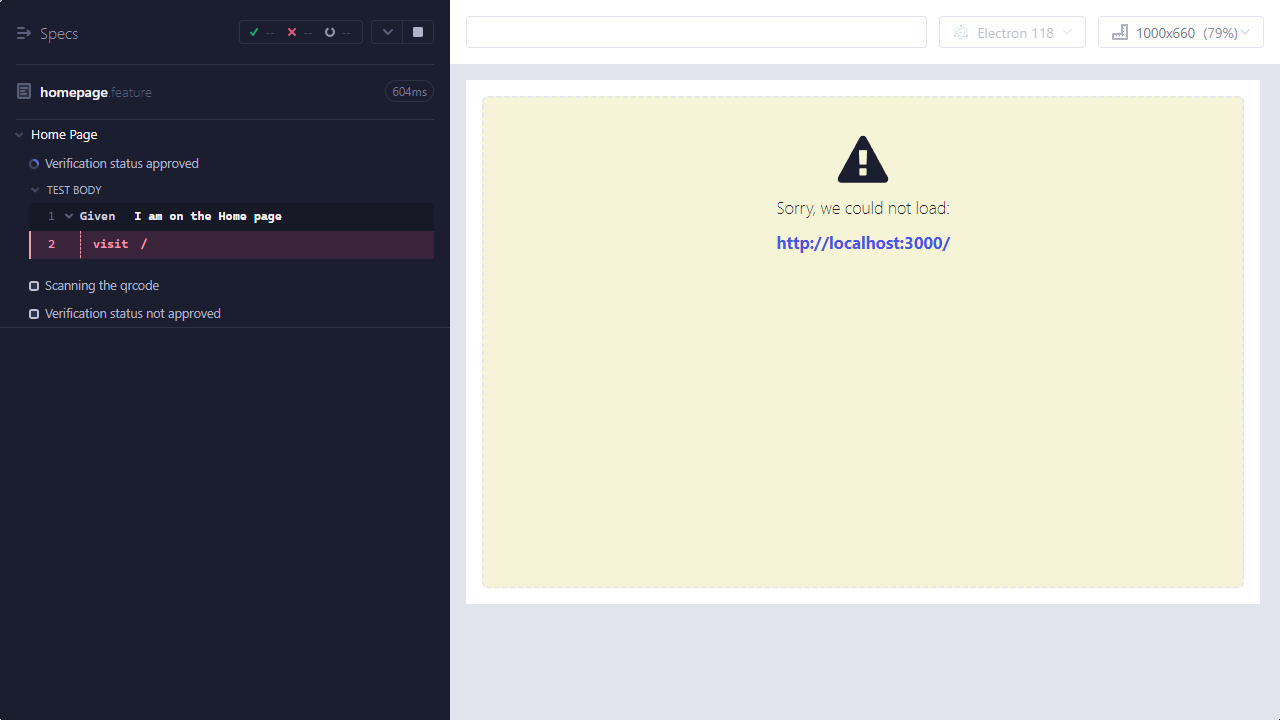 Specs
-- -- --
homepage.feature
604ms
Home Page
Verification status approved
TEST BODY
1 Given I am on the Home page
2 visit /
Scanning the qrcode
Verification status not approved
Electron 118
1000x660 (79%)
Sorry, we could not load:
http://localhost:3000/